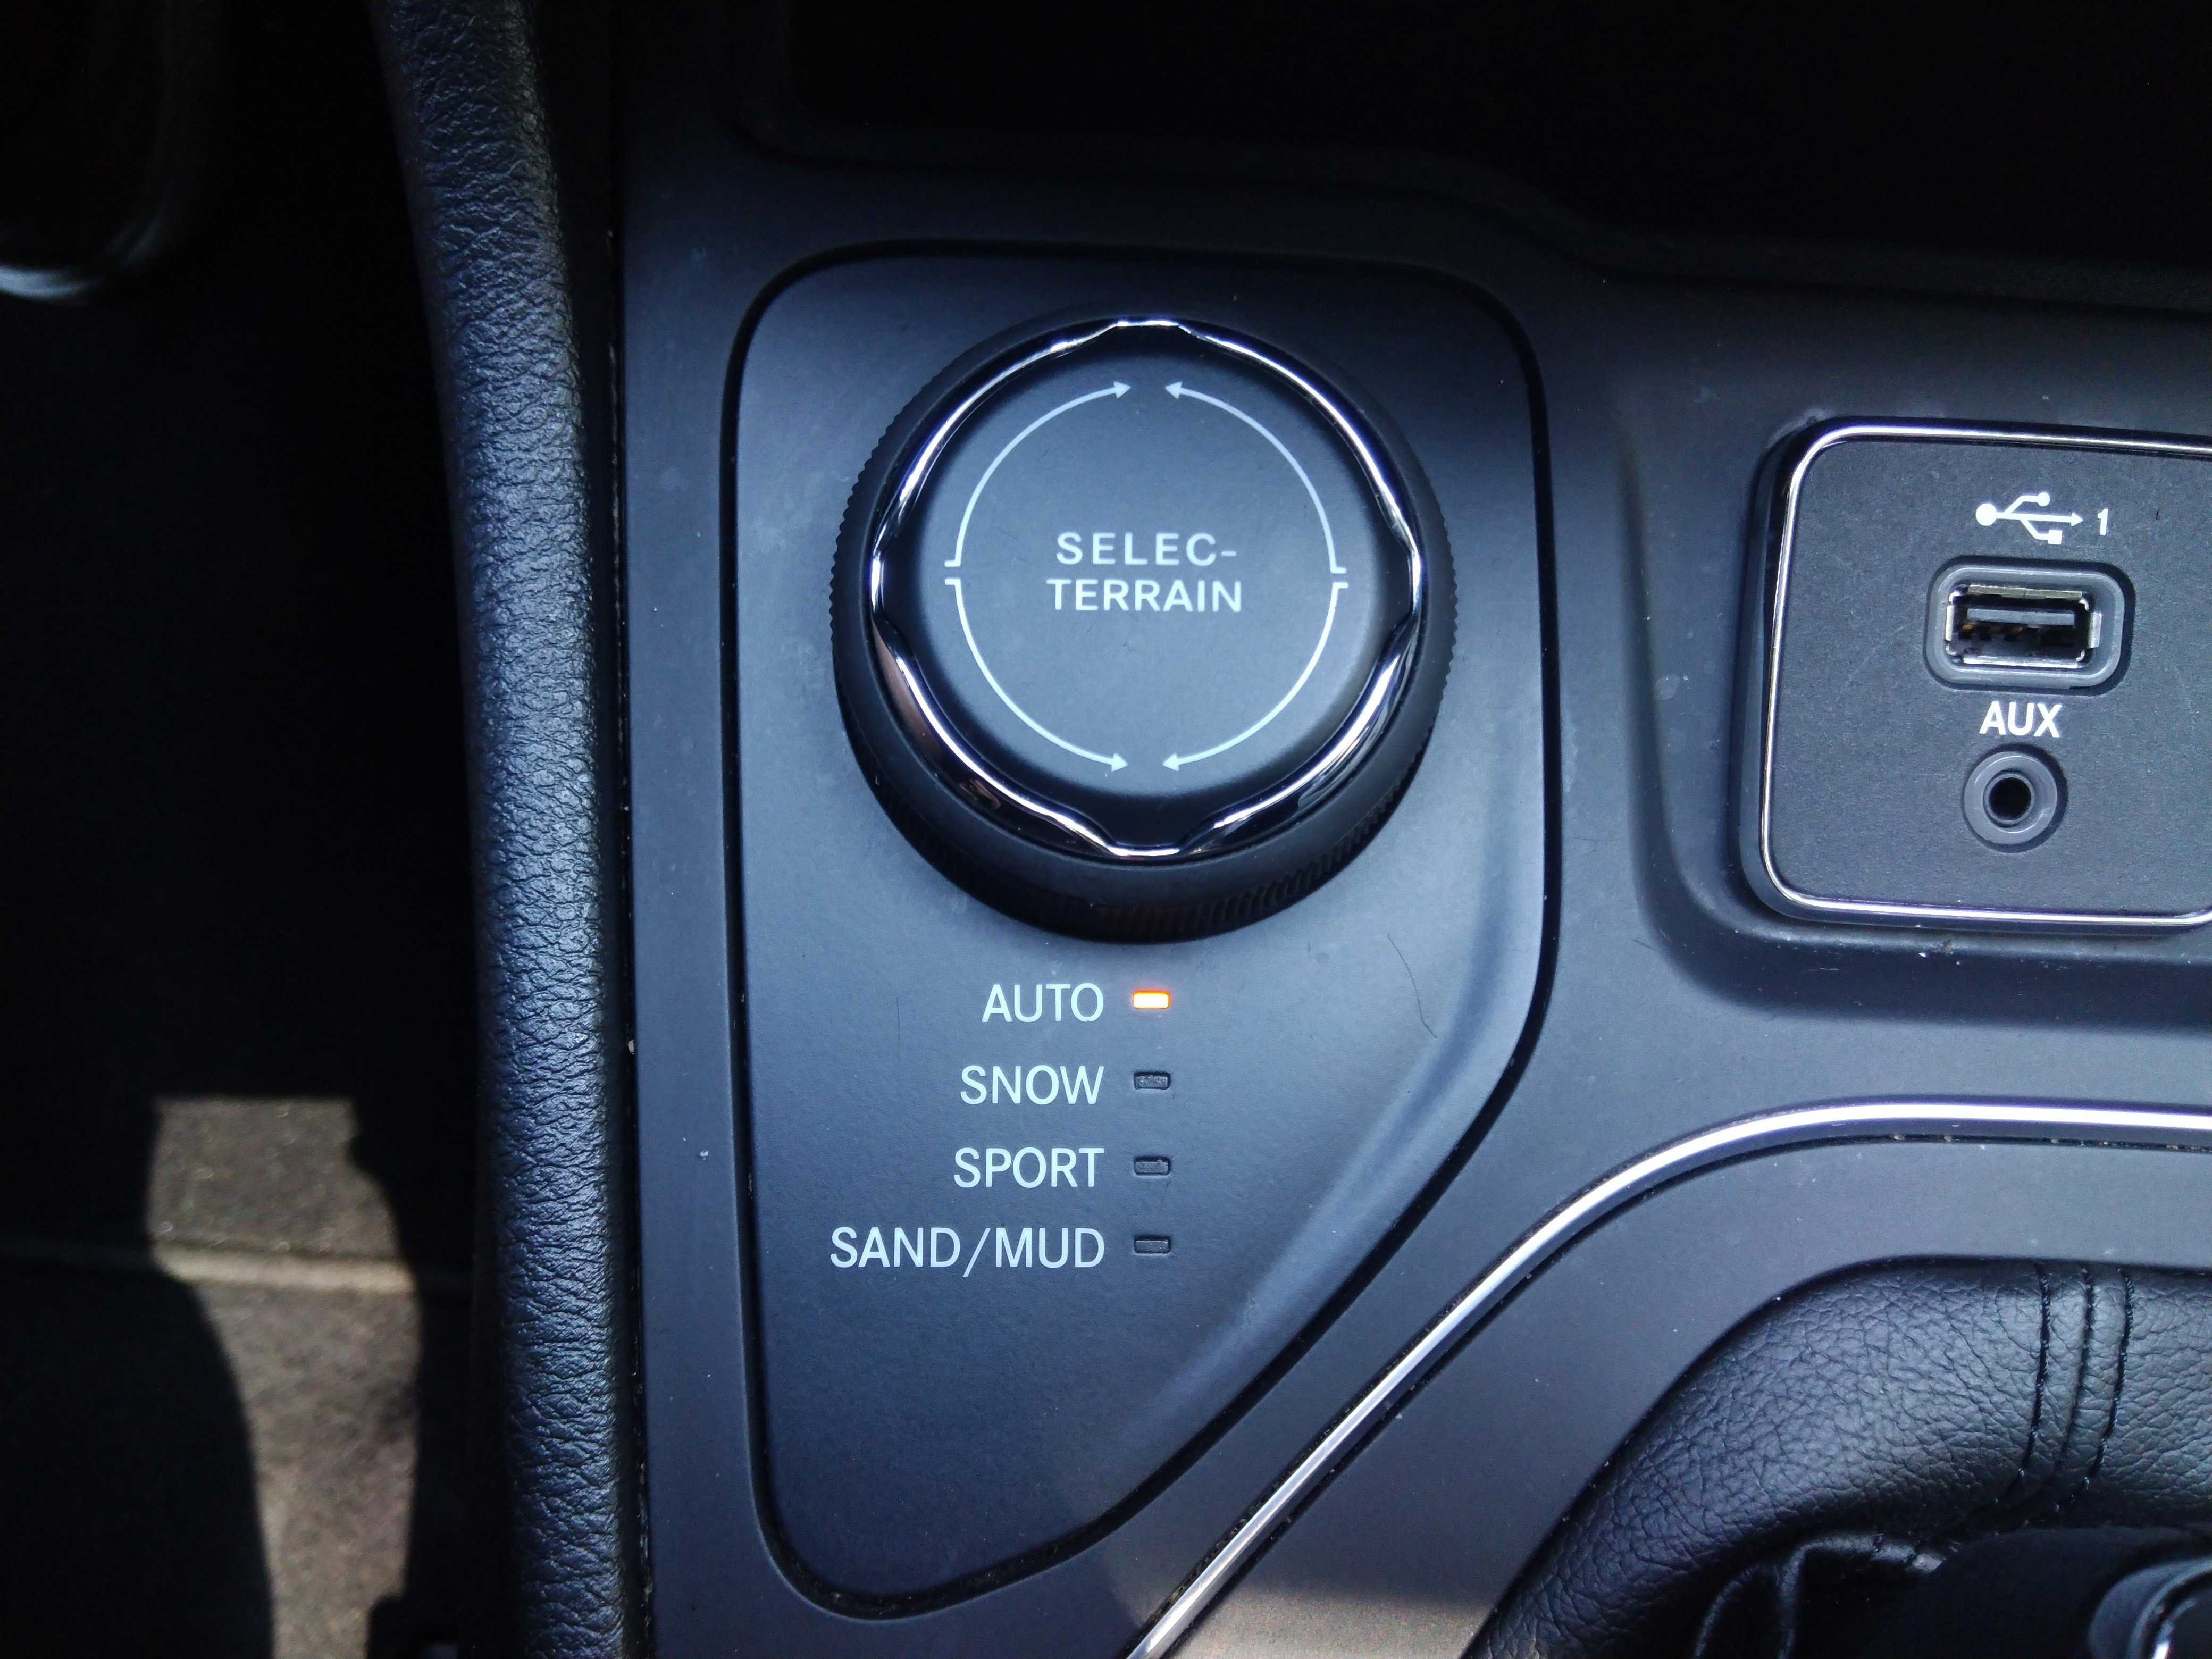 SELEC-
TERRAIN
1
AUX
AUTO
SNOW
SPORT
SAND/MUD